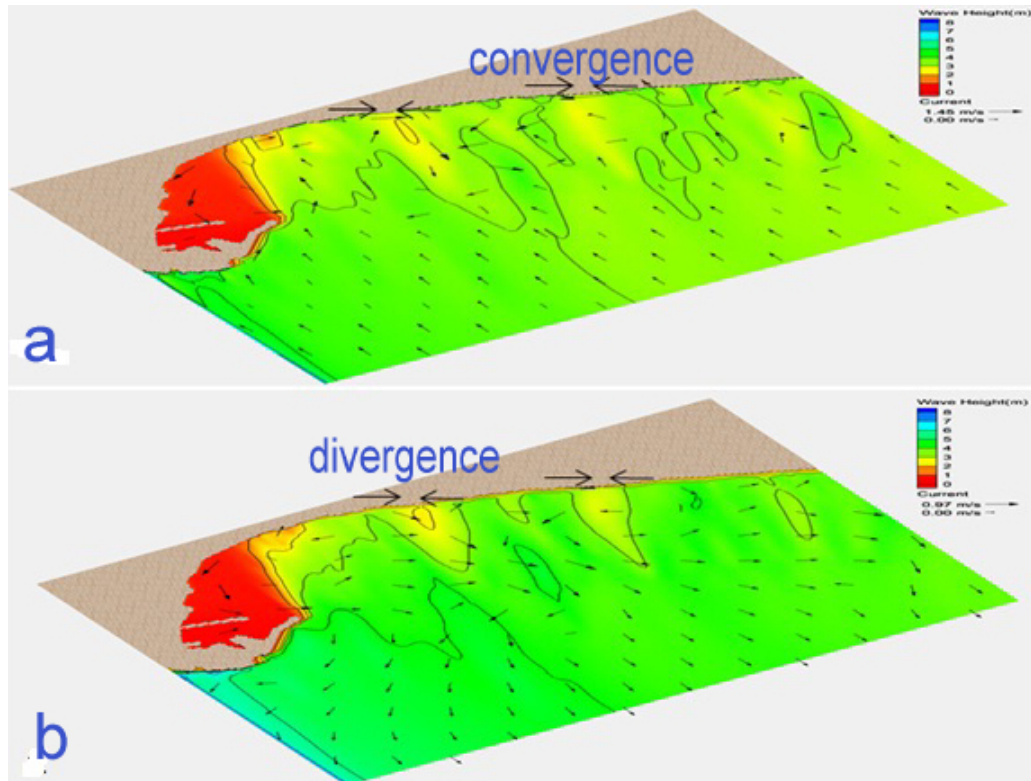 Wave Height(m)
8
7
6
5
4
3
2
1
0
Current
1.45 m/s
0.00 m/s
convergence
a
Wave Height(m)
8
7
6
5
4
3
2
1
0
Current
0.97 m/s
0.00 m/s
divergence
b